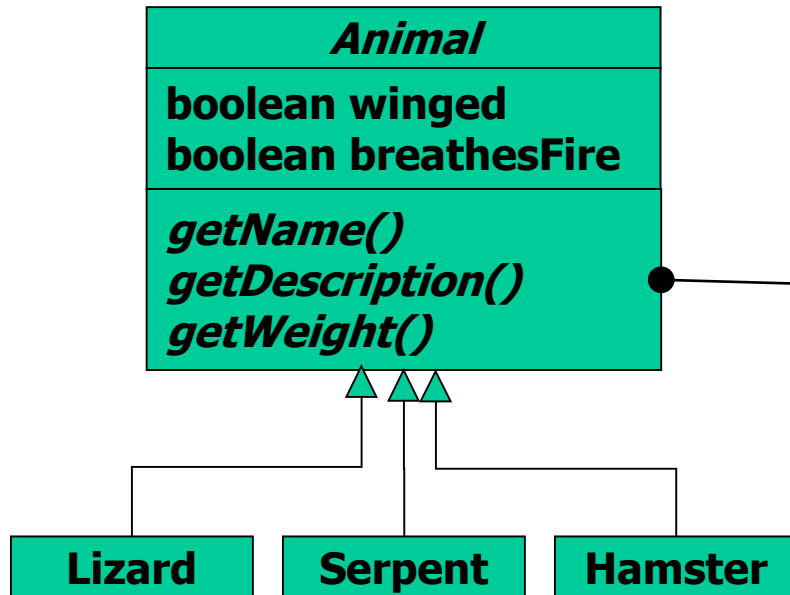 Animal
boolean winged
boolean breathesFire
getName()
getDescription()
getWeight()
Lizard
Serpent
Hamster